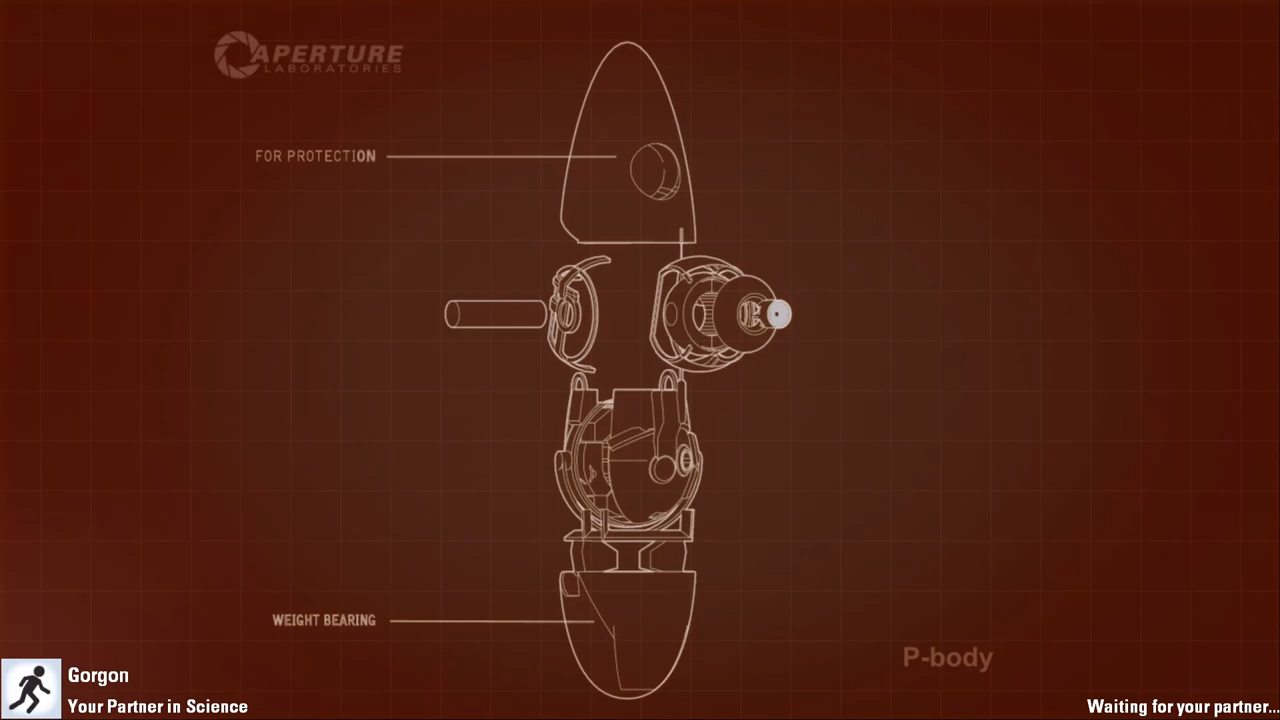 APERTURE
LABORATORIES
FOR PROTECTION
WEIGHT BEARING
P-body
Gorgon
Your Partner in Science
Waiting for your partner...